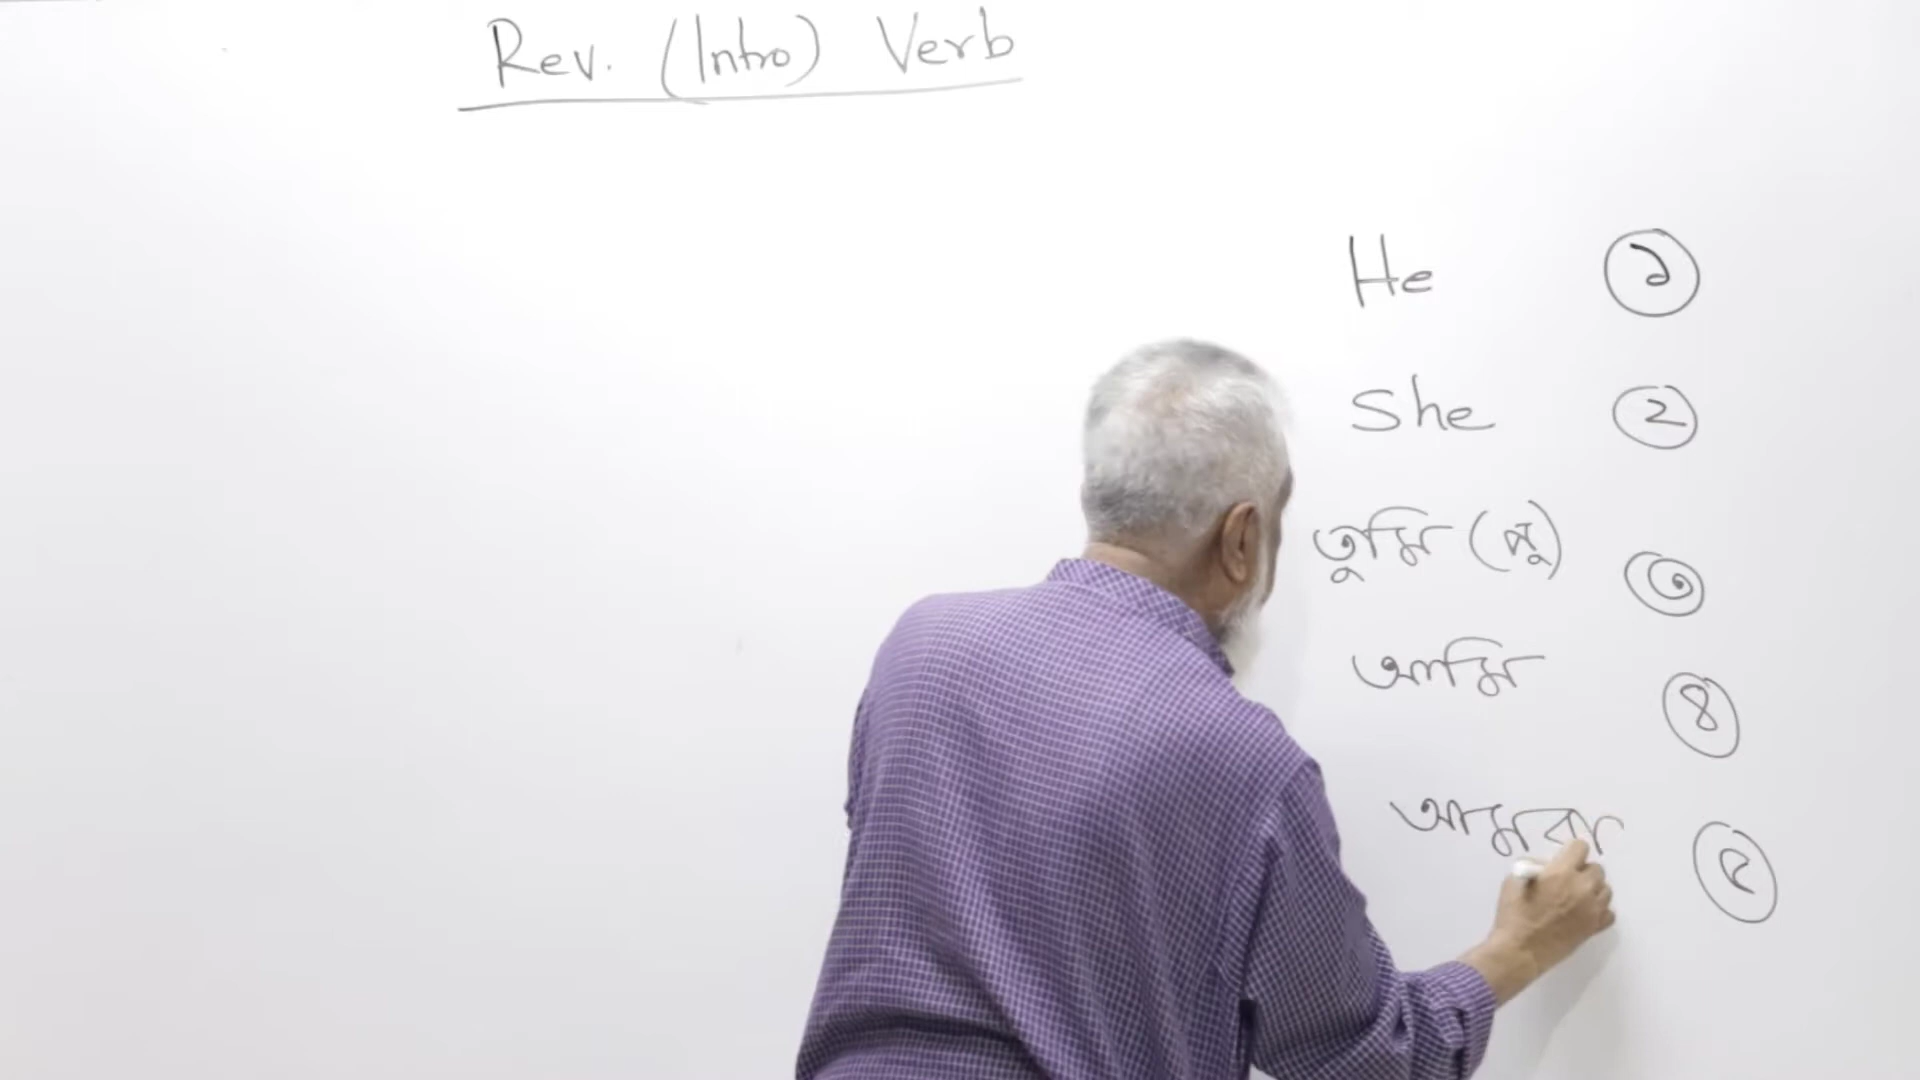 Rev. (Intro) Verb
He ১
She ২
তুমি (পু) ৩
আমি ৪
আমরা ৫